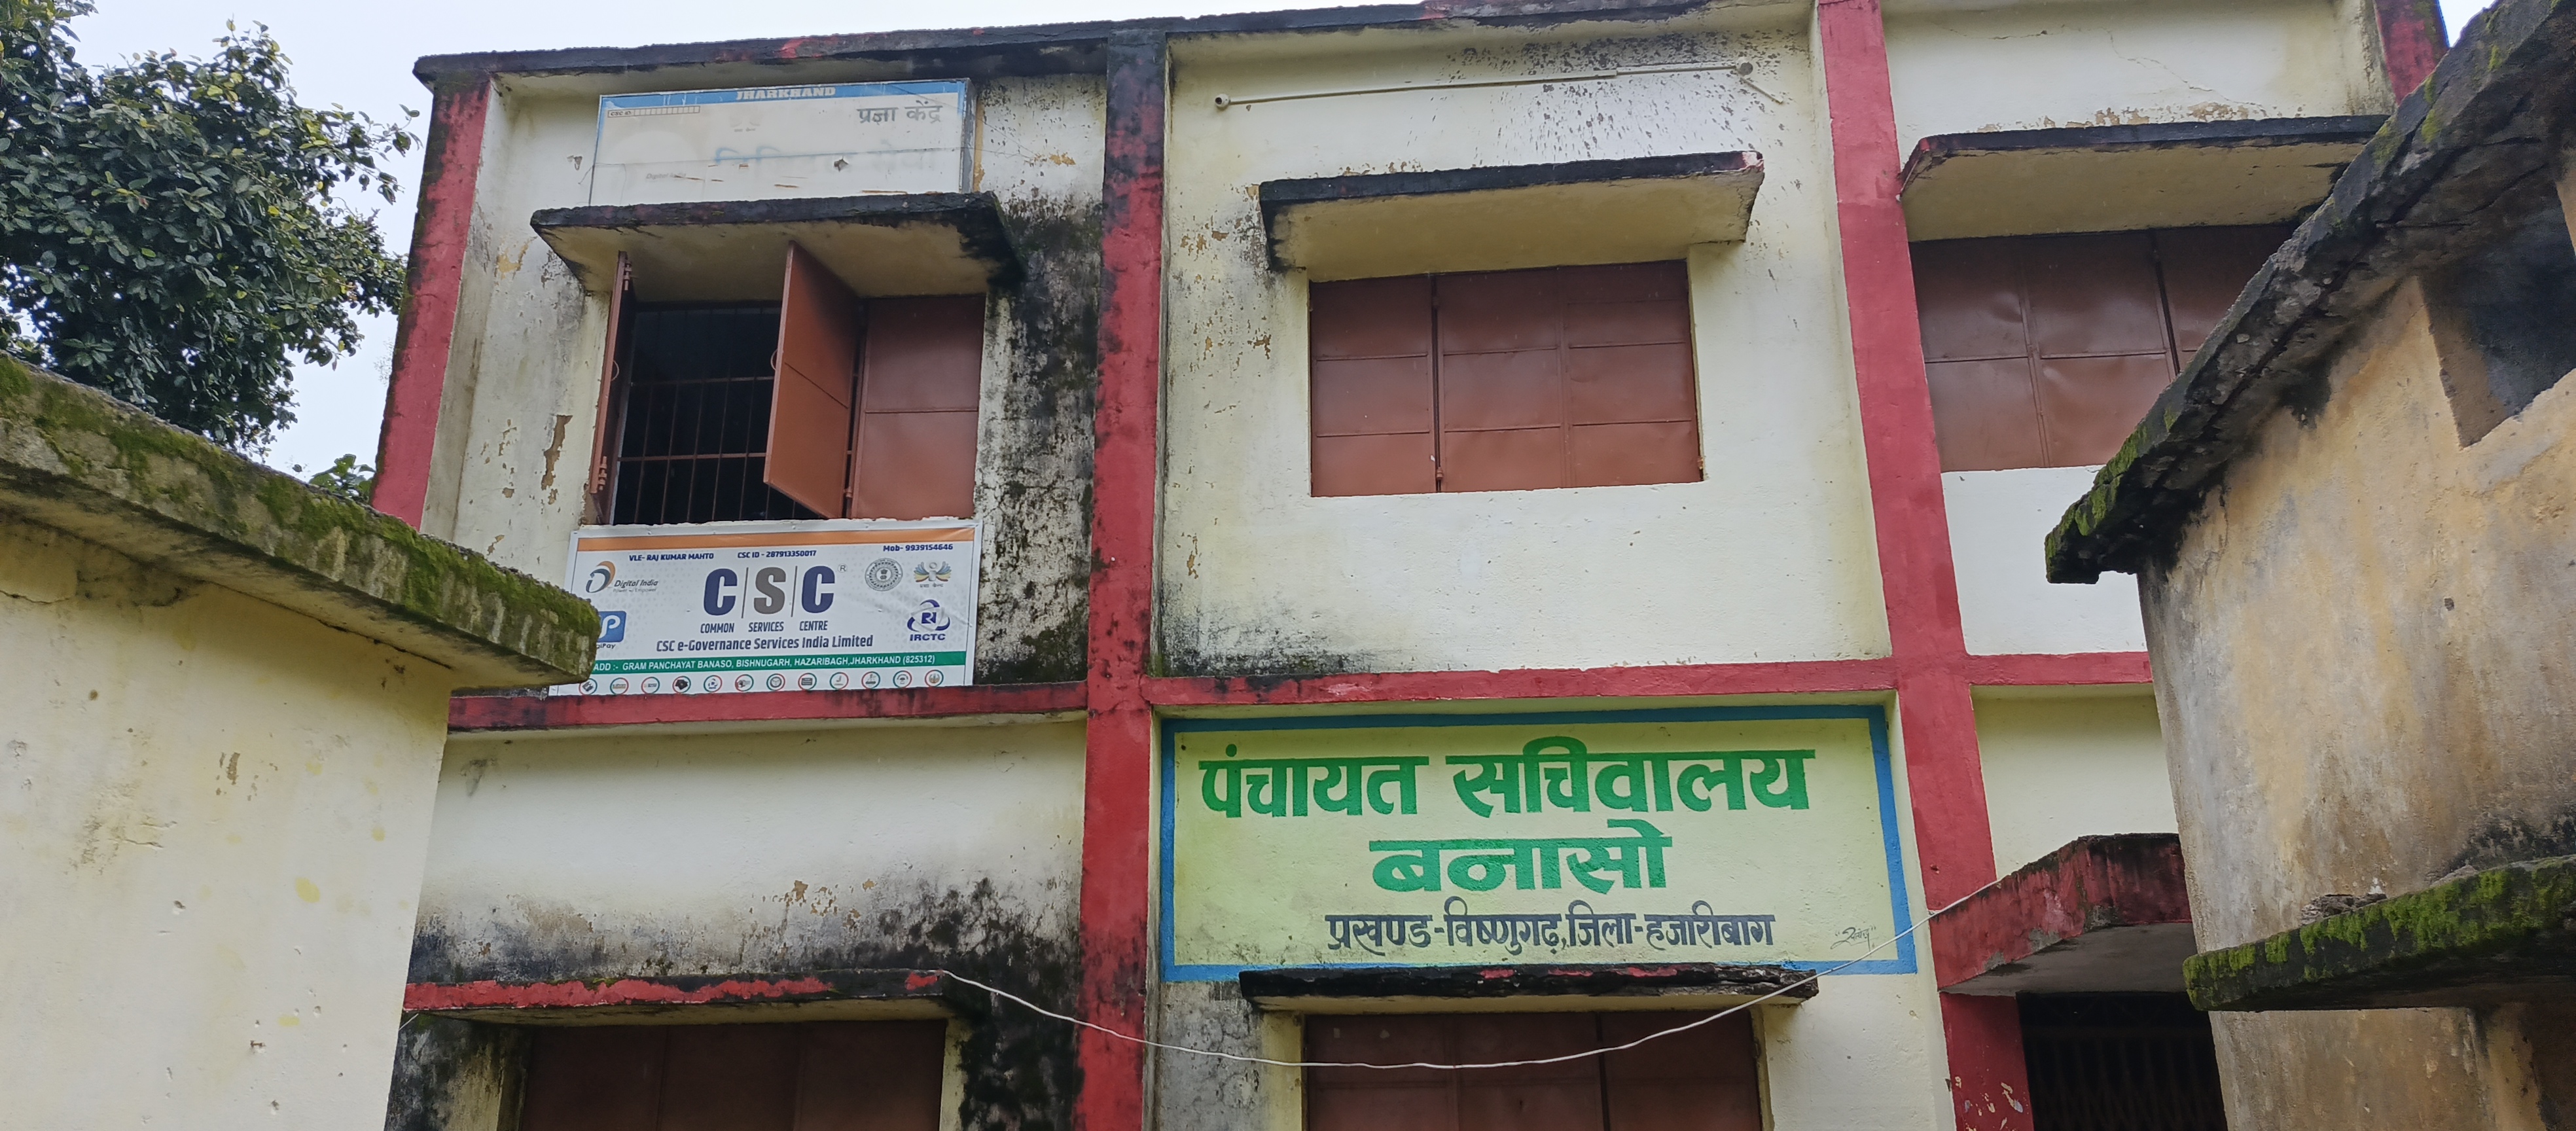 JHARKHAND
प्रज्ञा केंद्र
VLE- RAJ KUMAR MAHTO CSC ID - 287913350017 Mob- 9939154646
Digital India
CSC
COMMON SERVICES CENTRE
CSC e-Governance Services India Limited
IRCTC
ADD :- GRAM PANCHAYAT BANASO, BISHNUGARH, HAZARIBAGH,JHARKHAND (825312)
पंचायत सचिवालय
बनासो
प्रखण्ड-विष्णुगढ़,जिला-हजारीबाग